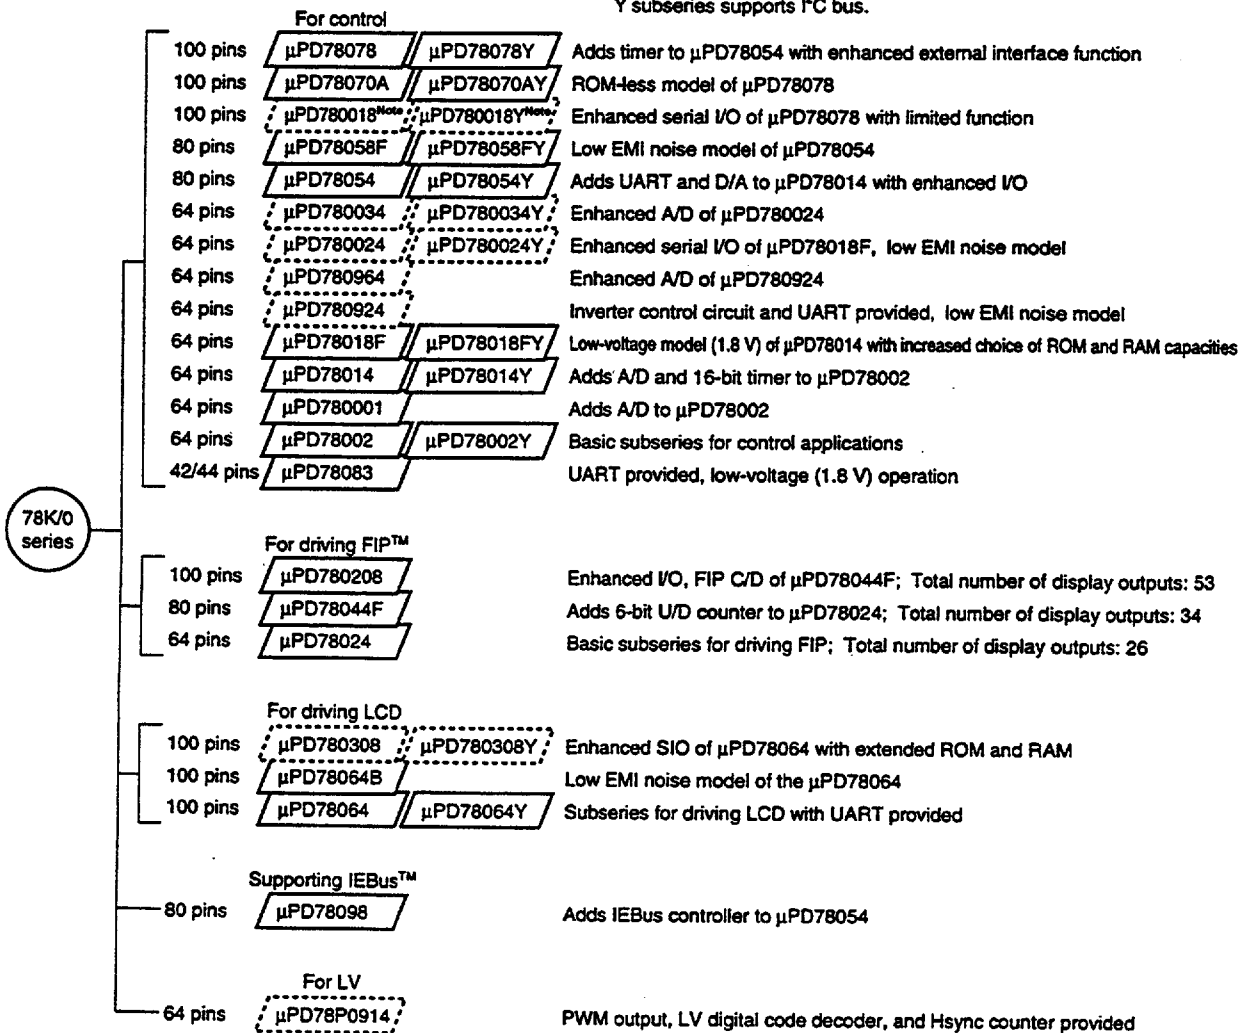 Y subseries supports I²C bus.
For control
100 pins μPD78078 μPD78078Y Adds timer to μPD78054 with enhanced external interface function
100 pins μPD78070A μPD78070AY ROM-less model of μPD78078
100 pins μPD780018Note μPD780018YNote Enhanced serial I/O of μPD78078 with limited function
80 pins μPD78058F μPD78058FY Low EMI noise model of μPD78054
80 pins μPD78054 μPD78054Y Adds UART and D/A to μPD78014 with enhanced I/O
64 pins μPD780034 μPD780034Y Enhanced A/D of μPD780024
64 pins μPD780024 μPD780024Y Enhanced serial I/O of μPD78018F, low EMI noise model
64 pins μPD780964 Enhanced A/D of μPD780924
64 pins μPD780924 Inverter control circuit and UART provided, low EMI noise model
64 pins μPD78018F μPD78018FY Low-voltage model (1.8 V) of μPD78014 with increased choice of ROM and RAM capacities
64 pins μPD78014 μPD78014Y Adds A/D and 16-bit timer to μPD78002
64 pins μPD780001 Adds A/D to μPD78002
64 pins μPD78002 μPD78002Y Basic subseries for control applications
42/44 pins μPD78083 UART provided, low-voltage (1.8 V) operation
78K/0
series
For driving FIP™
100 pins μPD780208 Enhanced I/O, FIP C/D of μPD78044F; Total number of display outputs: 53
80 pins μPD78044F Adds 6-bit U/D counter to μPD78024; Total number of display outputs: 34
64 pins μPD78024 Basic subseries for driving FIP; Total number of display outputs: 26
For driving LCD
100 pins μPD780308 μPD780308Y Enhanced SIO of μPD78064 with extended ROM and RAM
100 pins μPD78064B Low EMI noise model of the μPD78064
100 pins μPD78064 μPD78064Y Subseries for driving LCD with UART provided
Supporting IEBus™
80 pins μPD78098 Adds IEBus controller to μPD78054
For LV
64 pins μPD78P0914 PWM output, LV digital code decoder, and Hsync counter provided